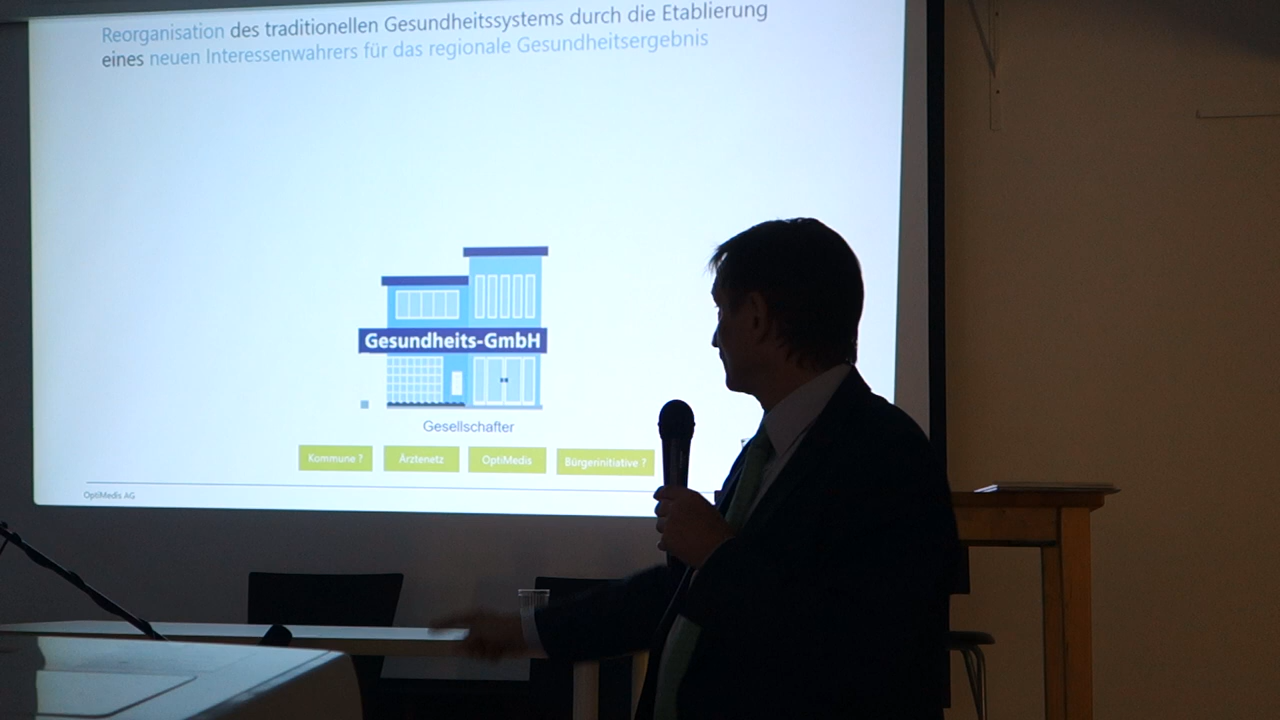 Reorganisation des traditionellen Gesundheitssystems durch die Etablierung
eines neuen Interessenwahrers für das regionale Gesundheitsergebnis
Gesundheits-GmbH
Gesellschafter
Kommune ?
Ärztenetz
OptiMedis
Bürgerinitiative ?
OptiMedis AG